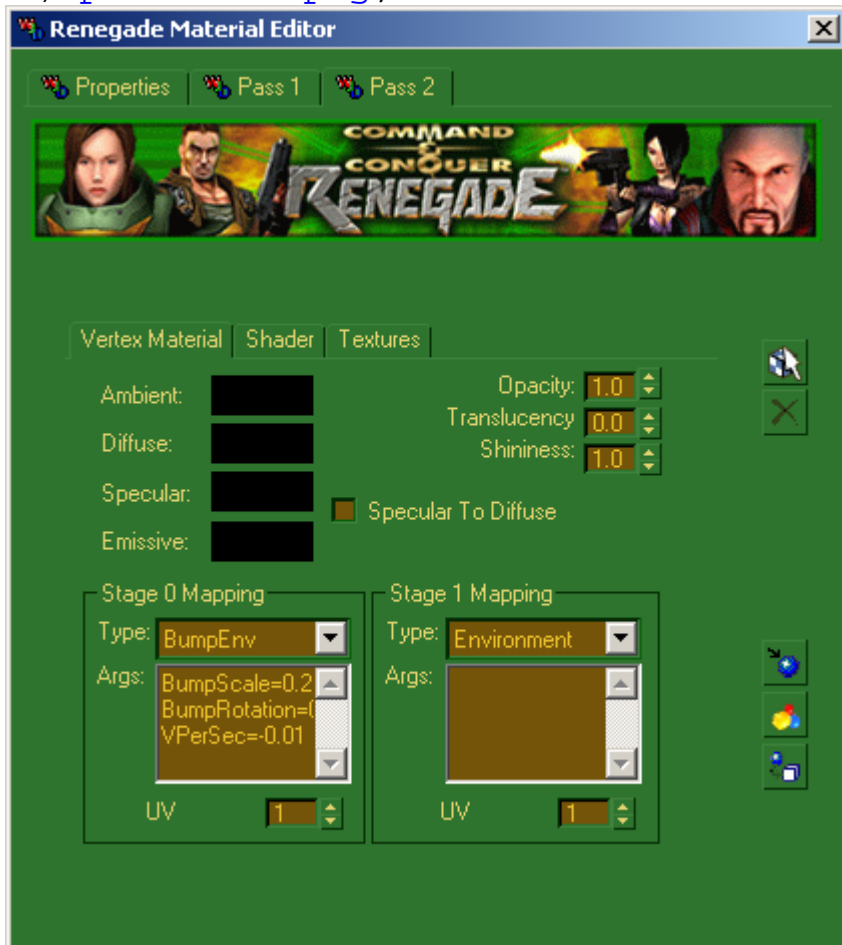 Renegade Material Editor
Properties Pass 1 Pass 2
COMMAND
&
CONQUER
RENEGADE
Vertex Material Shader Textures
Ambient:
Opacity: 1.0
Translucency 0.0
Diffuse:
Shininess: 1.0
Specular:
Specular To Diffuse
Emissive:
Stage 0 Mapping
Type: BumpEnv
Args: BumpScale=0.2
BumpRotation=
VPerSec=-0.01
UV 1
Stage 1 Mapping
Type: Environment
Args:
UV 1